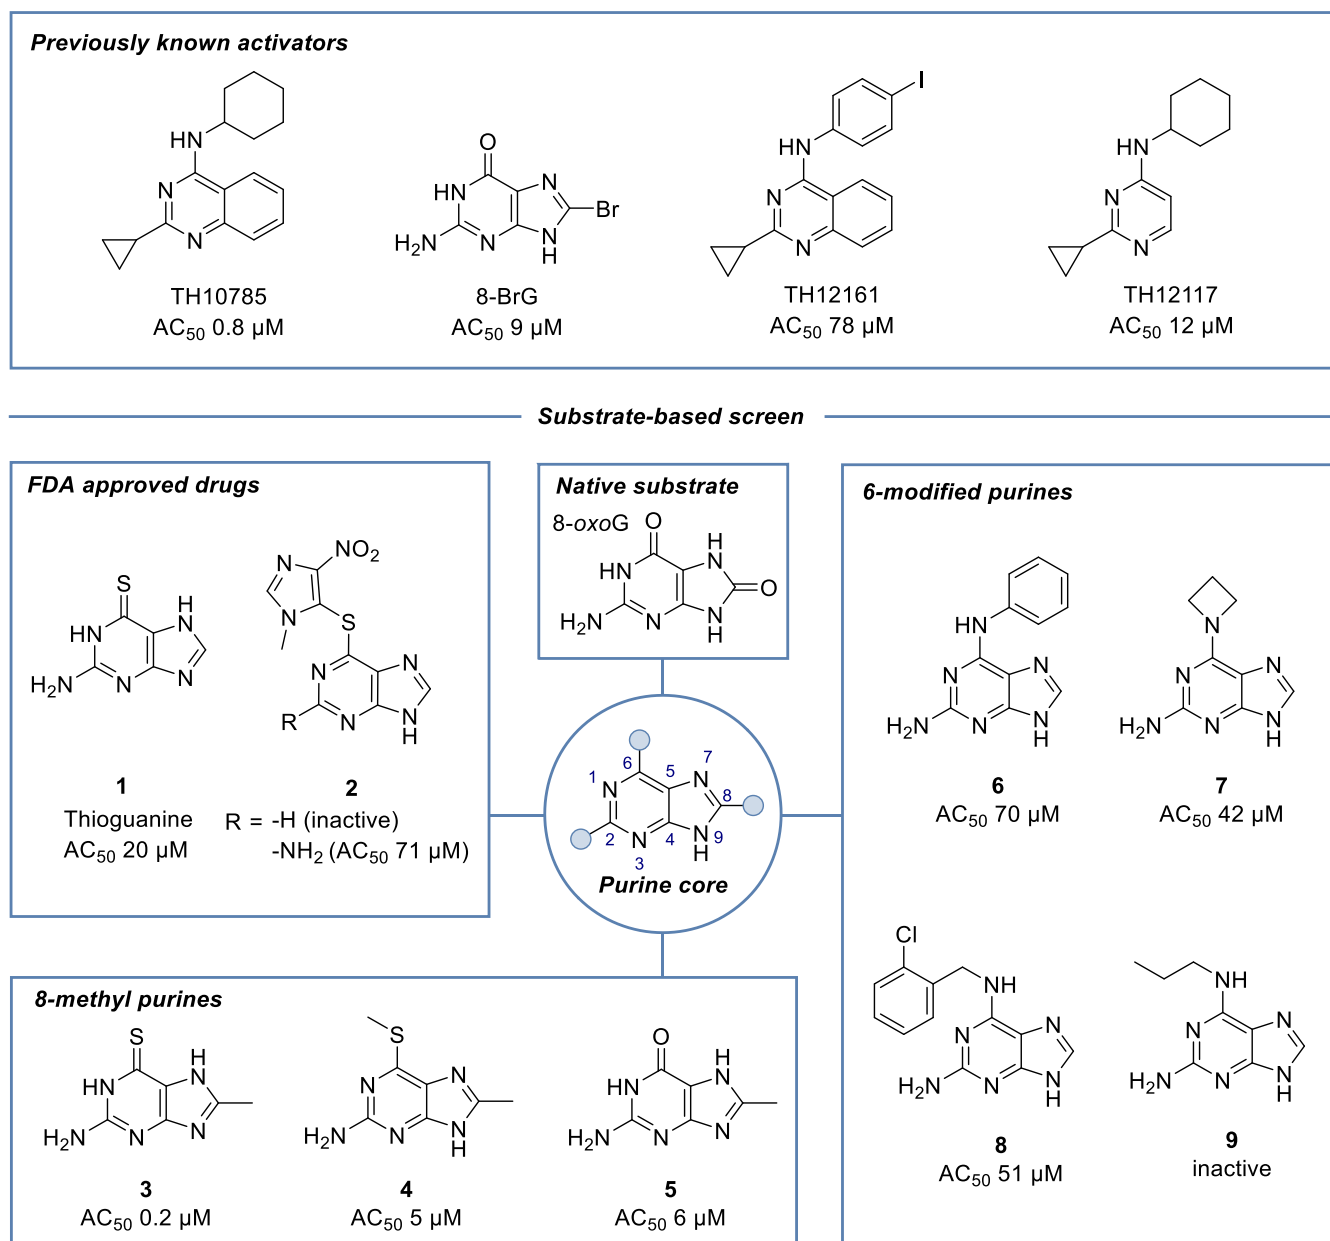 Previously known activators
HN
N
N
TH10785
AC50 0.8 µM
O
HN
N
Br
H2N
N
N
H
8-BrG
AC50 9 µM
I
HN
N
N
TH12161
AC50 78 µM
HN
N
N
TH12117
AC50 12 µM
Substrate-based screen
FDA approved drugs
S
H
N
HN
H2N
N
N
1
Thioguanine
AC50 20 µM
NO2
N
N
S
N
N
R
N
N
H
2
R = -H (inactive)
-NH2 (AC50 71 µM)
Native substrate
8-oxoG
O
H
N
HN
O
H2N
N
N
H
6
7
5
N
1
N
8
2
N
4
N
9
3
H
Purine core
6-modified purines
HN
N
N
H2N
N
N
H
6
AC50 70 µM
N
N
N
H2N
N
N
H
7
AC50 42 µM
Cl
NH
N
N
H2N
N
N
H
8
AC50 51 µM
NH
N
N
H2N
N
N
H
9
inactive
8-methyl purines
S
H
N
HN
H2N
N
N
3
AC50 0.2 µM
S
N
N
H2N
N
N
H
4
AC50 5 µM
O
H
N
HN
H2N
N
N
5
AC50 6 µM